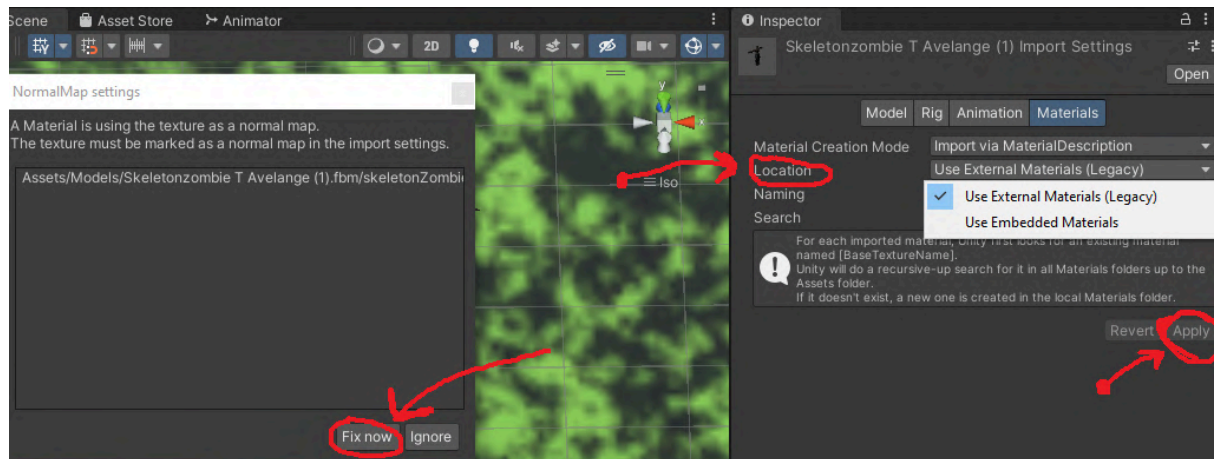 Scene Asset Store Animator
2D
NormalMap settings
A Material is using the texture as a normal map.
The texture must be marked as a normal map in the import settings.
Assets/Models/Skeletonzombie T Avelange (1).fbm/skeletonZombie
Fix now Ignore
y
x
Iso
Inspector
Skeletonzombie T Avelange (1) Import Settings
Open
Model Rig Animation Materials
Material Creation Mode Import via MaterialDescription
Location Use External Materials (Legacy)
Naming Use External Materials (Legacy)
Search Use Embedded Materials
For each imported material, Unity first looks for an existing material
named [BaseTextureName].
Unity will do a recursive-up search for it in all Materials folders up to the
Assets folder.
If it doesn't exist, a new one is created in the local Materials folder.
Revert Apply